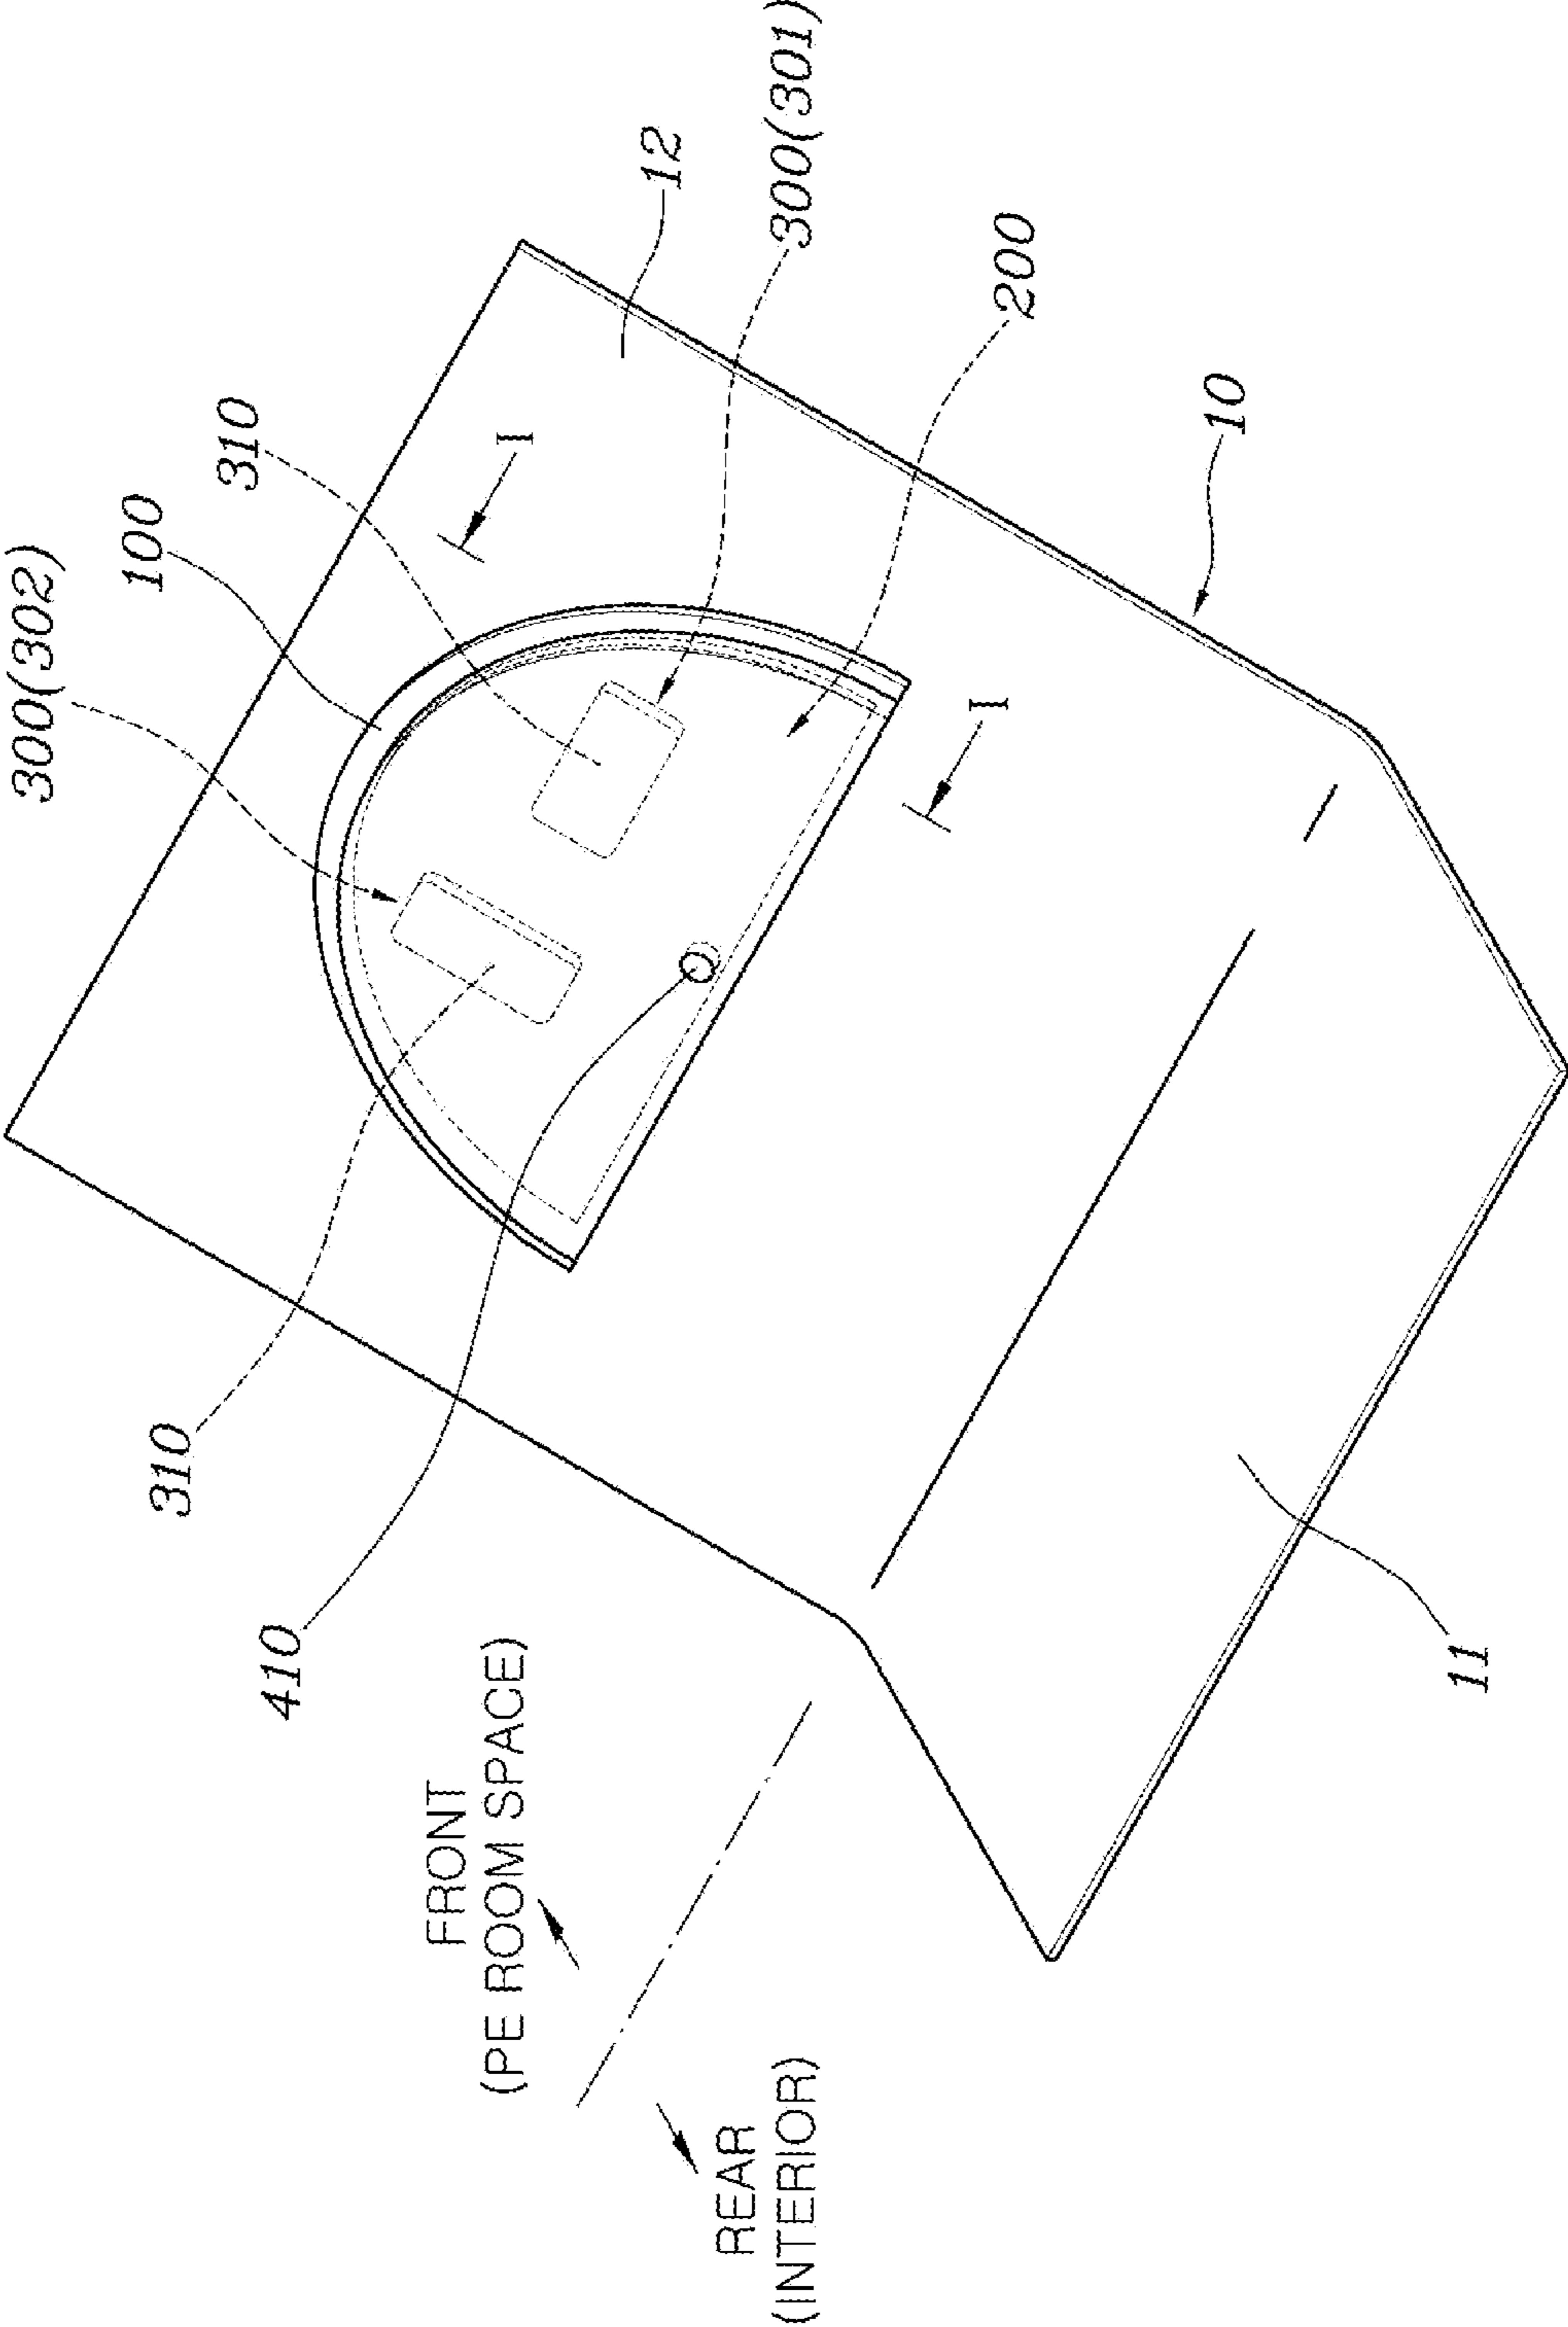 300(302)
100
310
310
410
FRONT
(PE ROOM SPACE)
I
12
REAR
(INTERIOR)
300(301)
I
200
10
11